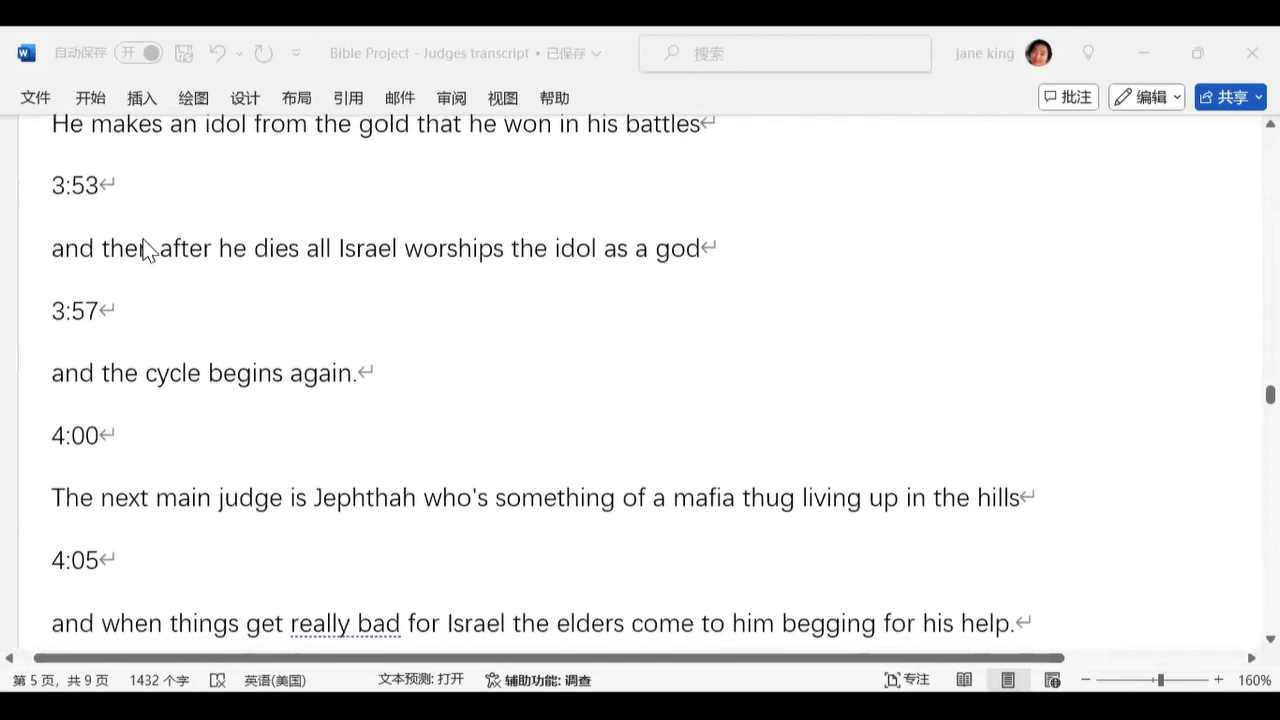 自动保存 开 Bible Project - Judges transcript • 已保存 搜索 jane king
文件 开始 插入 绘图 设计 布局 引用 邮件 审阅 视图 帮助 批注 编辑 共享
He makes an idol from the gold that he won in his battles
3:53
and then after he dies all Israel worships the idol as a god
3:57
and the cycle begins again.
4:00
The next main judge is Jephthah who's something of a mafia thug living up in the hills
4:05
and when things get really bad for Israel the elders come to him begging for his help.
第 5 页，共 9 页 1432 个字 英语(美国) 文本预测: 打开 辅助功能: 调查 专注 160%